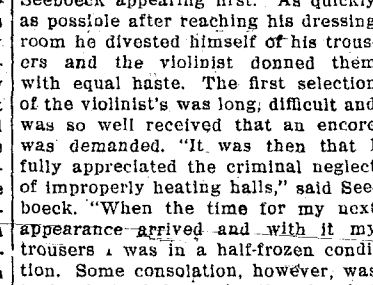 Seeboeck appearing first. As quickly
as possible after reaching his dressing
room he divested himself of his trous-
ers and the violinist donned them
with equal haste. The first selection
of the violinist's was long, difficult and
was so well received that an encore
was demanded. "It was then that I
fully appreciated the criminal neglect
of improperly heating halls," said See-
boeck. "When the time for my next
appearance arrived and with it my
trousers I was in a half-frozen condi
tion. Some consolation, however, was